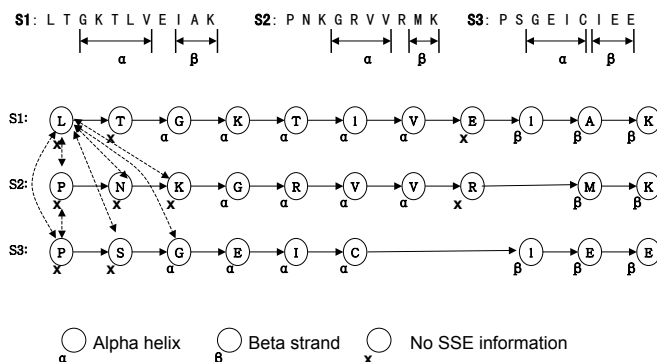 S1: L T G K T L V E I A K S2: P N K G R V V R M K S3: P S G E I C I E E
α β α β α β
S1: L T G K T l V E l A K
x x α α α α α x β β β
S2: P N K G R V V R M K
x x x α α α α x β β
S3: P S G E I C l E E
x x α α α α β β β
Alpha helix Beta strand No SSE information
α β x